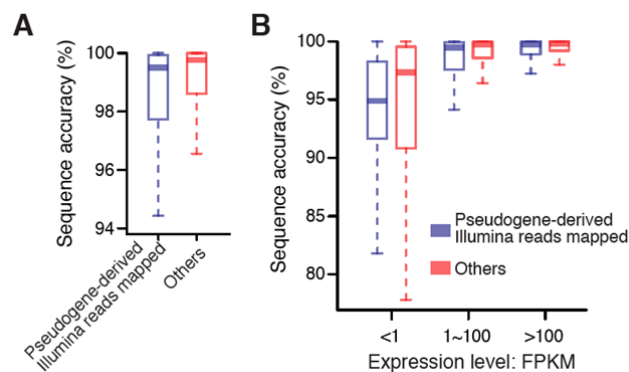 A
Sequence accuracy (%)
100
98
96
94
Pseudogene-derived
Illumina reads mapped
Others
B
Sequence accuracy (%)
100
95
90
85
80
Pseudogene-derived
Illumina reads mapped
Others
<1
1~100
>100
Expression level: FPKM